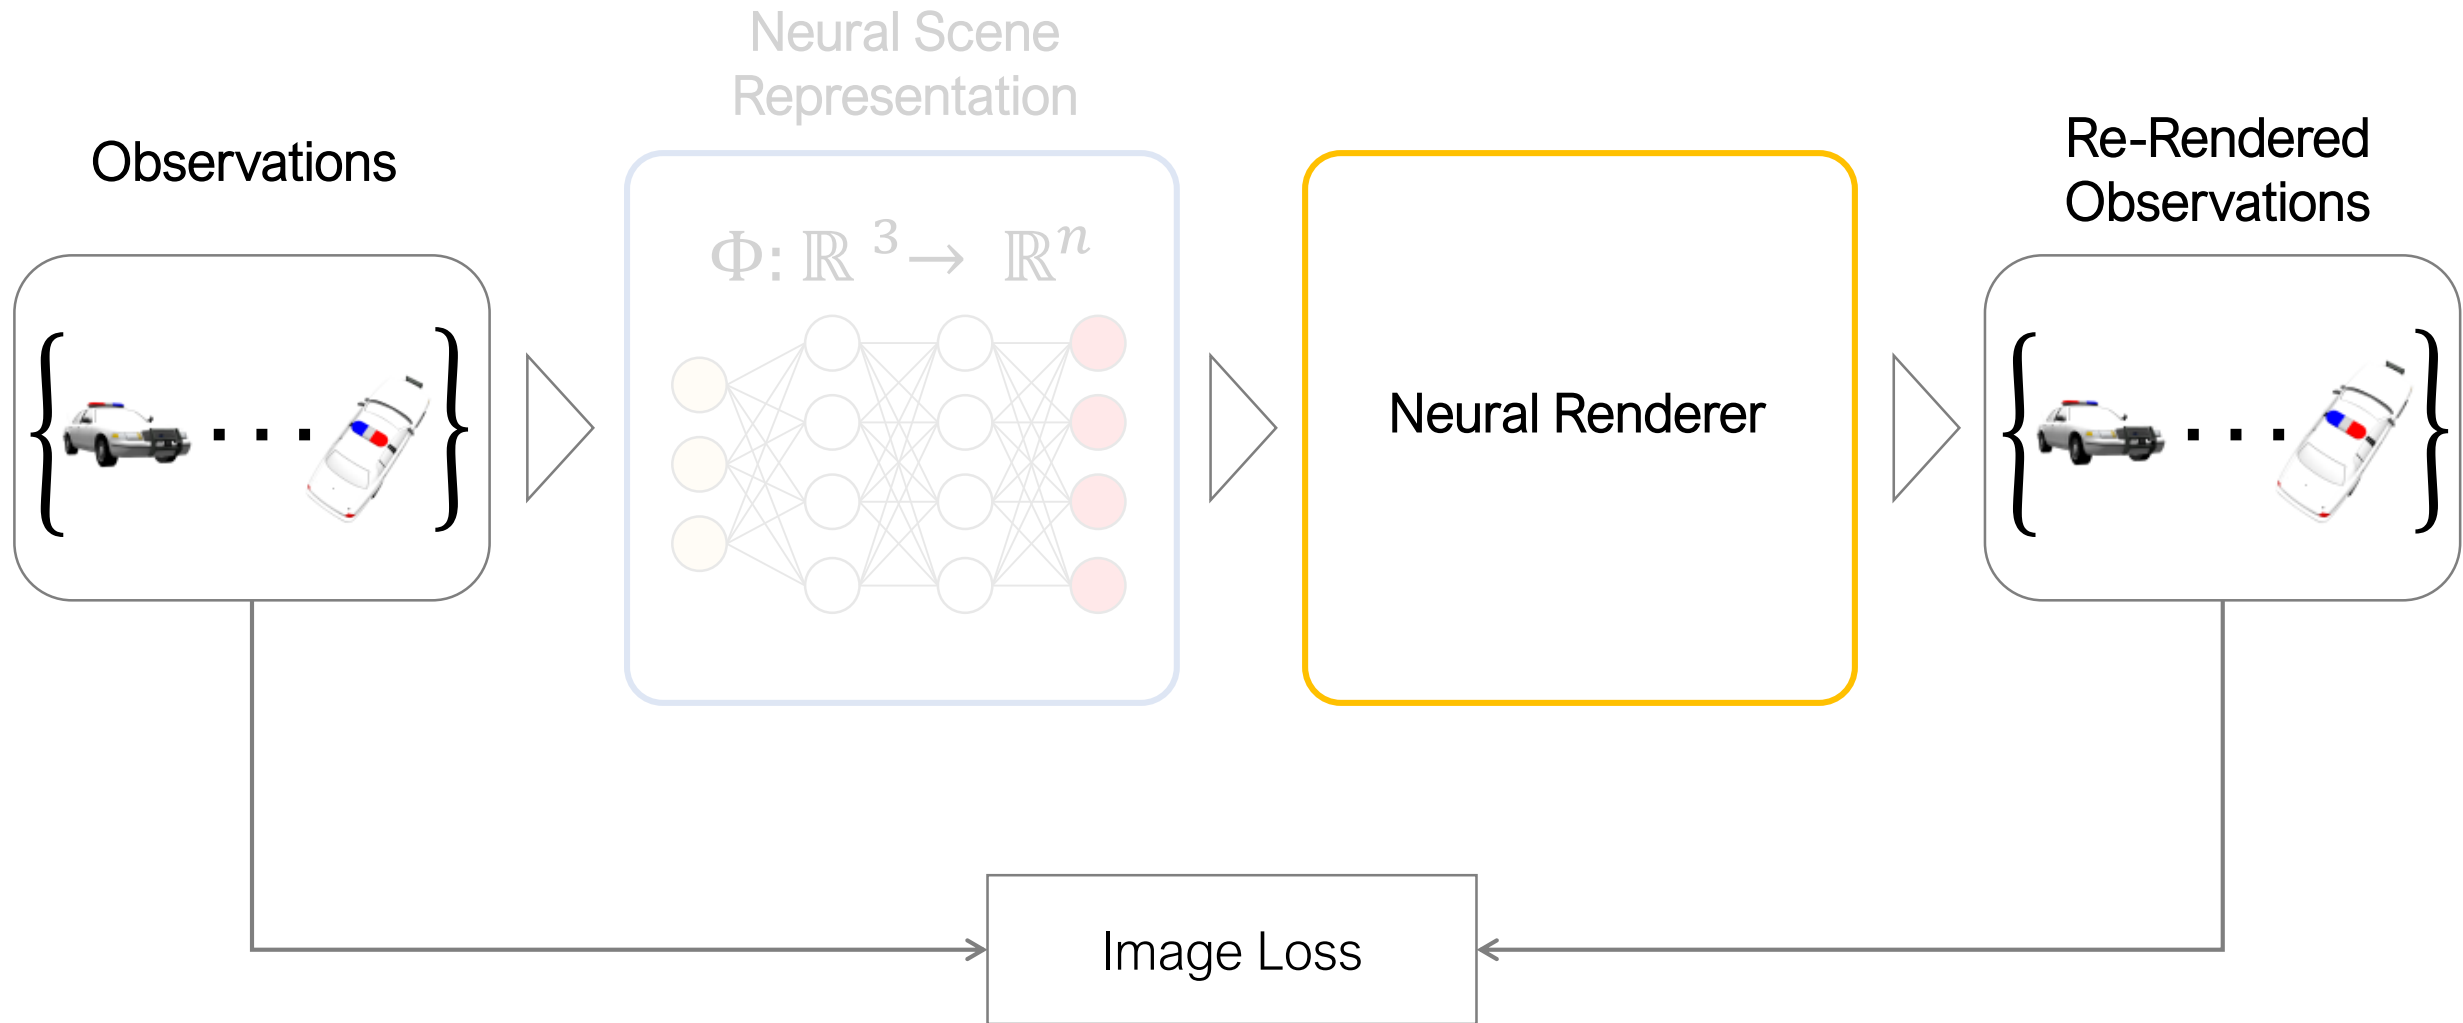 Neural Scene
Representation
Observations
Φ: ℝ³ → ℝⁿ
{ ... }
Neural Renderer
Re-Rendered
Observations
{ ... }
Image Loss